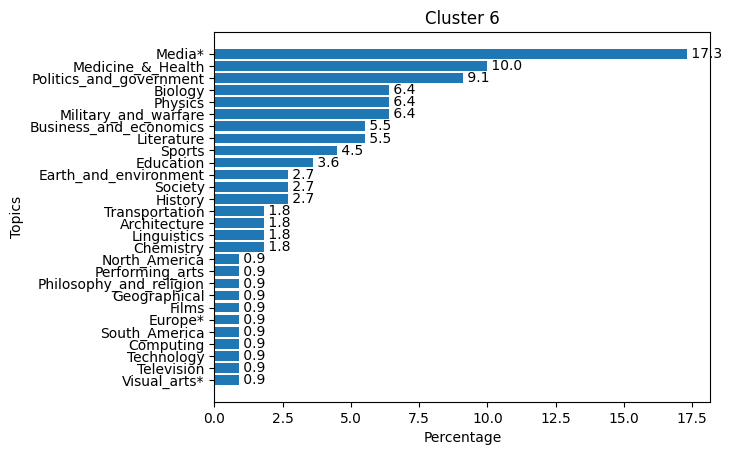 Cluster 6
Media* 17.3
Medicine_&_Health 10.0
Politics_and_government 9.1
Biology 6.4
Physics 6.4
Military_and_warfare 6.4
Business_and_economics 5.5
Literature 5.5
Sports 4.5
Education 3.6
Earth_and_environment 2.7
Society 2.7
History 2.7
Transportation 1.8
Architecture 1.8
Linguistics 1.8
Chemistry 1.8
North_America 0.9
Performing_arts 0.9
Philosophy_and_religion 0.9
Geographical 0.9
Films 0.9
Europe* 0.9
South_America 0.9
Computing 0.9
Technology 0.9
Television 0.9
Visual_arts* 0.9
Topics
0.0 2.5 5.0 7.5 10.0 12.5 15.0 17.5
Percentage